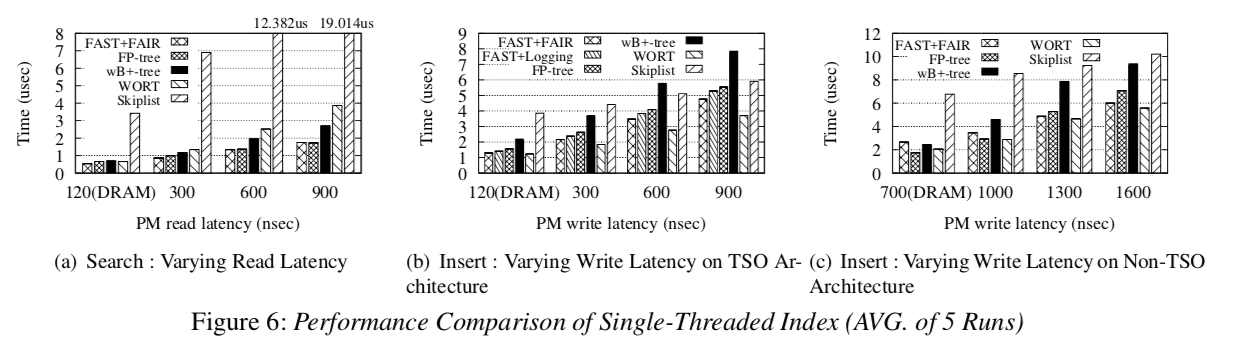 12.382us 19.014us
8
7
6
5
4
3
2
1
0
Time (usec)
FAST+FAIR
FP-tree
wB+-tree
WORT
Skiplist
120(DRAM) 300 600 900
PM read latency (nsec)
(a) Search : Varying Read Latency
9
8
7
6
5
4
3
2
1
0
Time (usec)
FAST+FAIR
FAST+Logging
FP-tree
wB+-tree
WORT
Skiplist
120(DRAM) 300 600 900
PM write latency (nsec)
(b) Insert : Varying Write Latency on TSO Ar-
chitecture
12
10
8
6
4
2
0
Time (usec)
FAST+FAIR
FP-tree
wB+-tree
WORT
Skiplist
700(DRAM) 1000 1300 1600
PM write latency (nsec)
(c) Insert : Varying Write Latency on Non-TSO
Architecture
Figure 6: Performance Comparison of Single-Threaded Index (AVG. of 5 Runs)